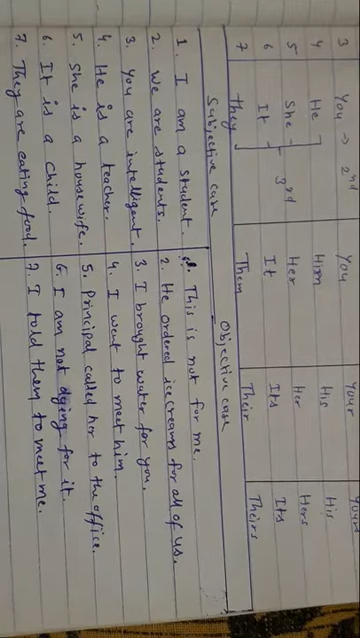 3 You → 2nd You Your Yours
4 He Him His His
5 She 3rd Her Her Hers
6 It It Its Its
7 They Them Their Theirs
Subjective case Objective case
1. I am a student. 1. This is not for me.
2. We are students. 2. He ordered icecreams for all of us.
3. You are intelligent. 3. I brought water for you.
4. He is a teacher. 4. I went to meet him.
5. She is a housewife. 5. Principal called her to the office.
6. It is a child. 6. I am not dying for it.
7. They are eating food. 7. I told them to meet me.